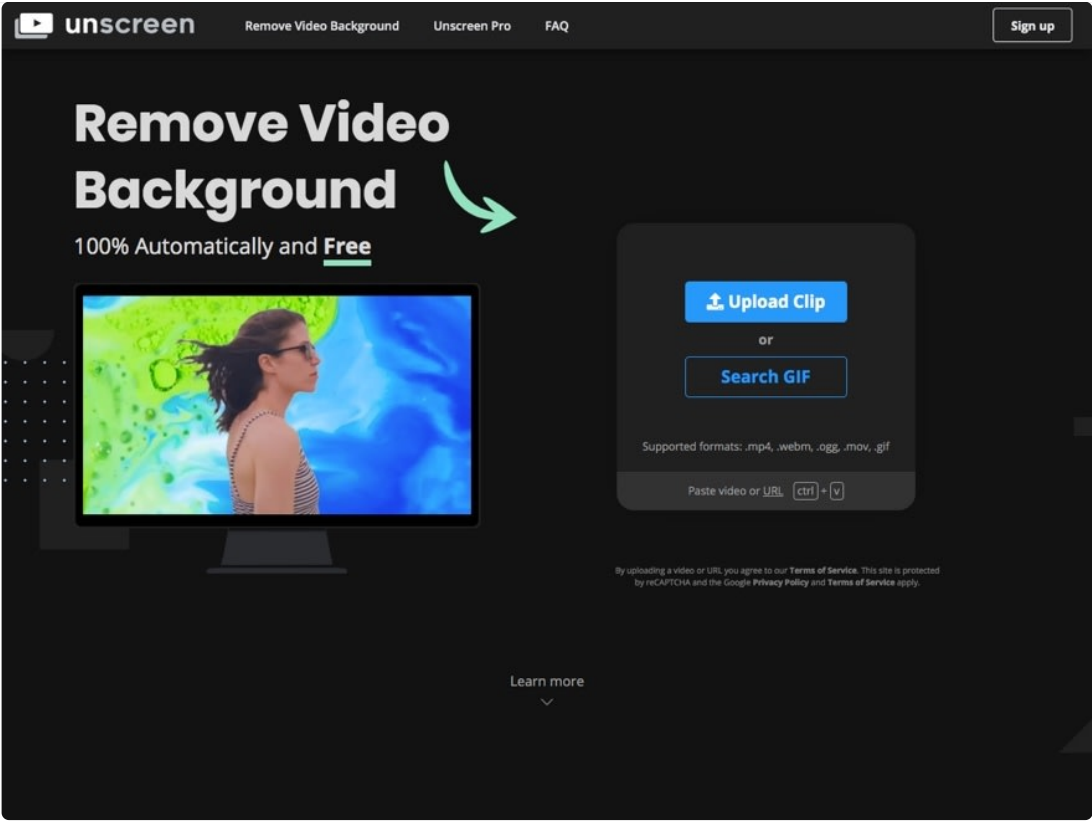 unscreen
Remove Video Background
Unscreen Pro
FAQ
Sign up
Remove Video
Background
100% Automatically and Free
Upload Clip
or
Search GIF
Supported formats: .mp4, .webm, .ogg, .mov, .gif
Paste video or URL ctrl + v
By uploading a video or URL you agree to our Terms of Service. This site is protected
by reCAPTCHA and the Google Privacy Policy and Terms of Service apply.
Learn more